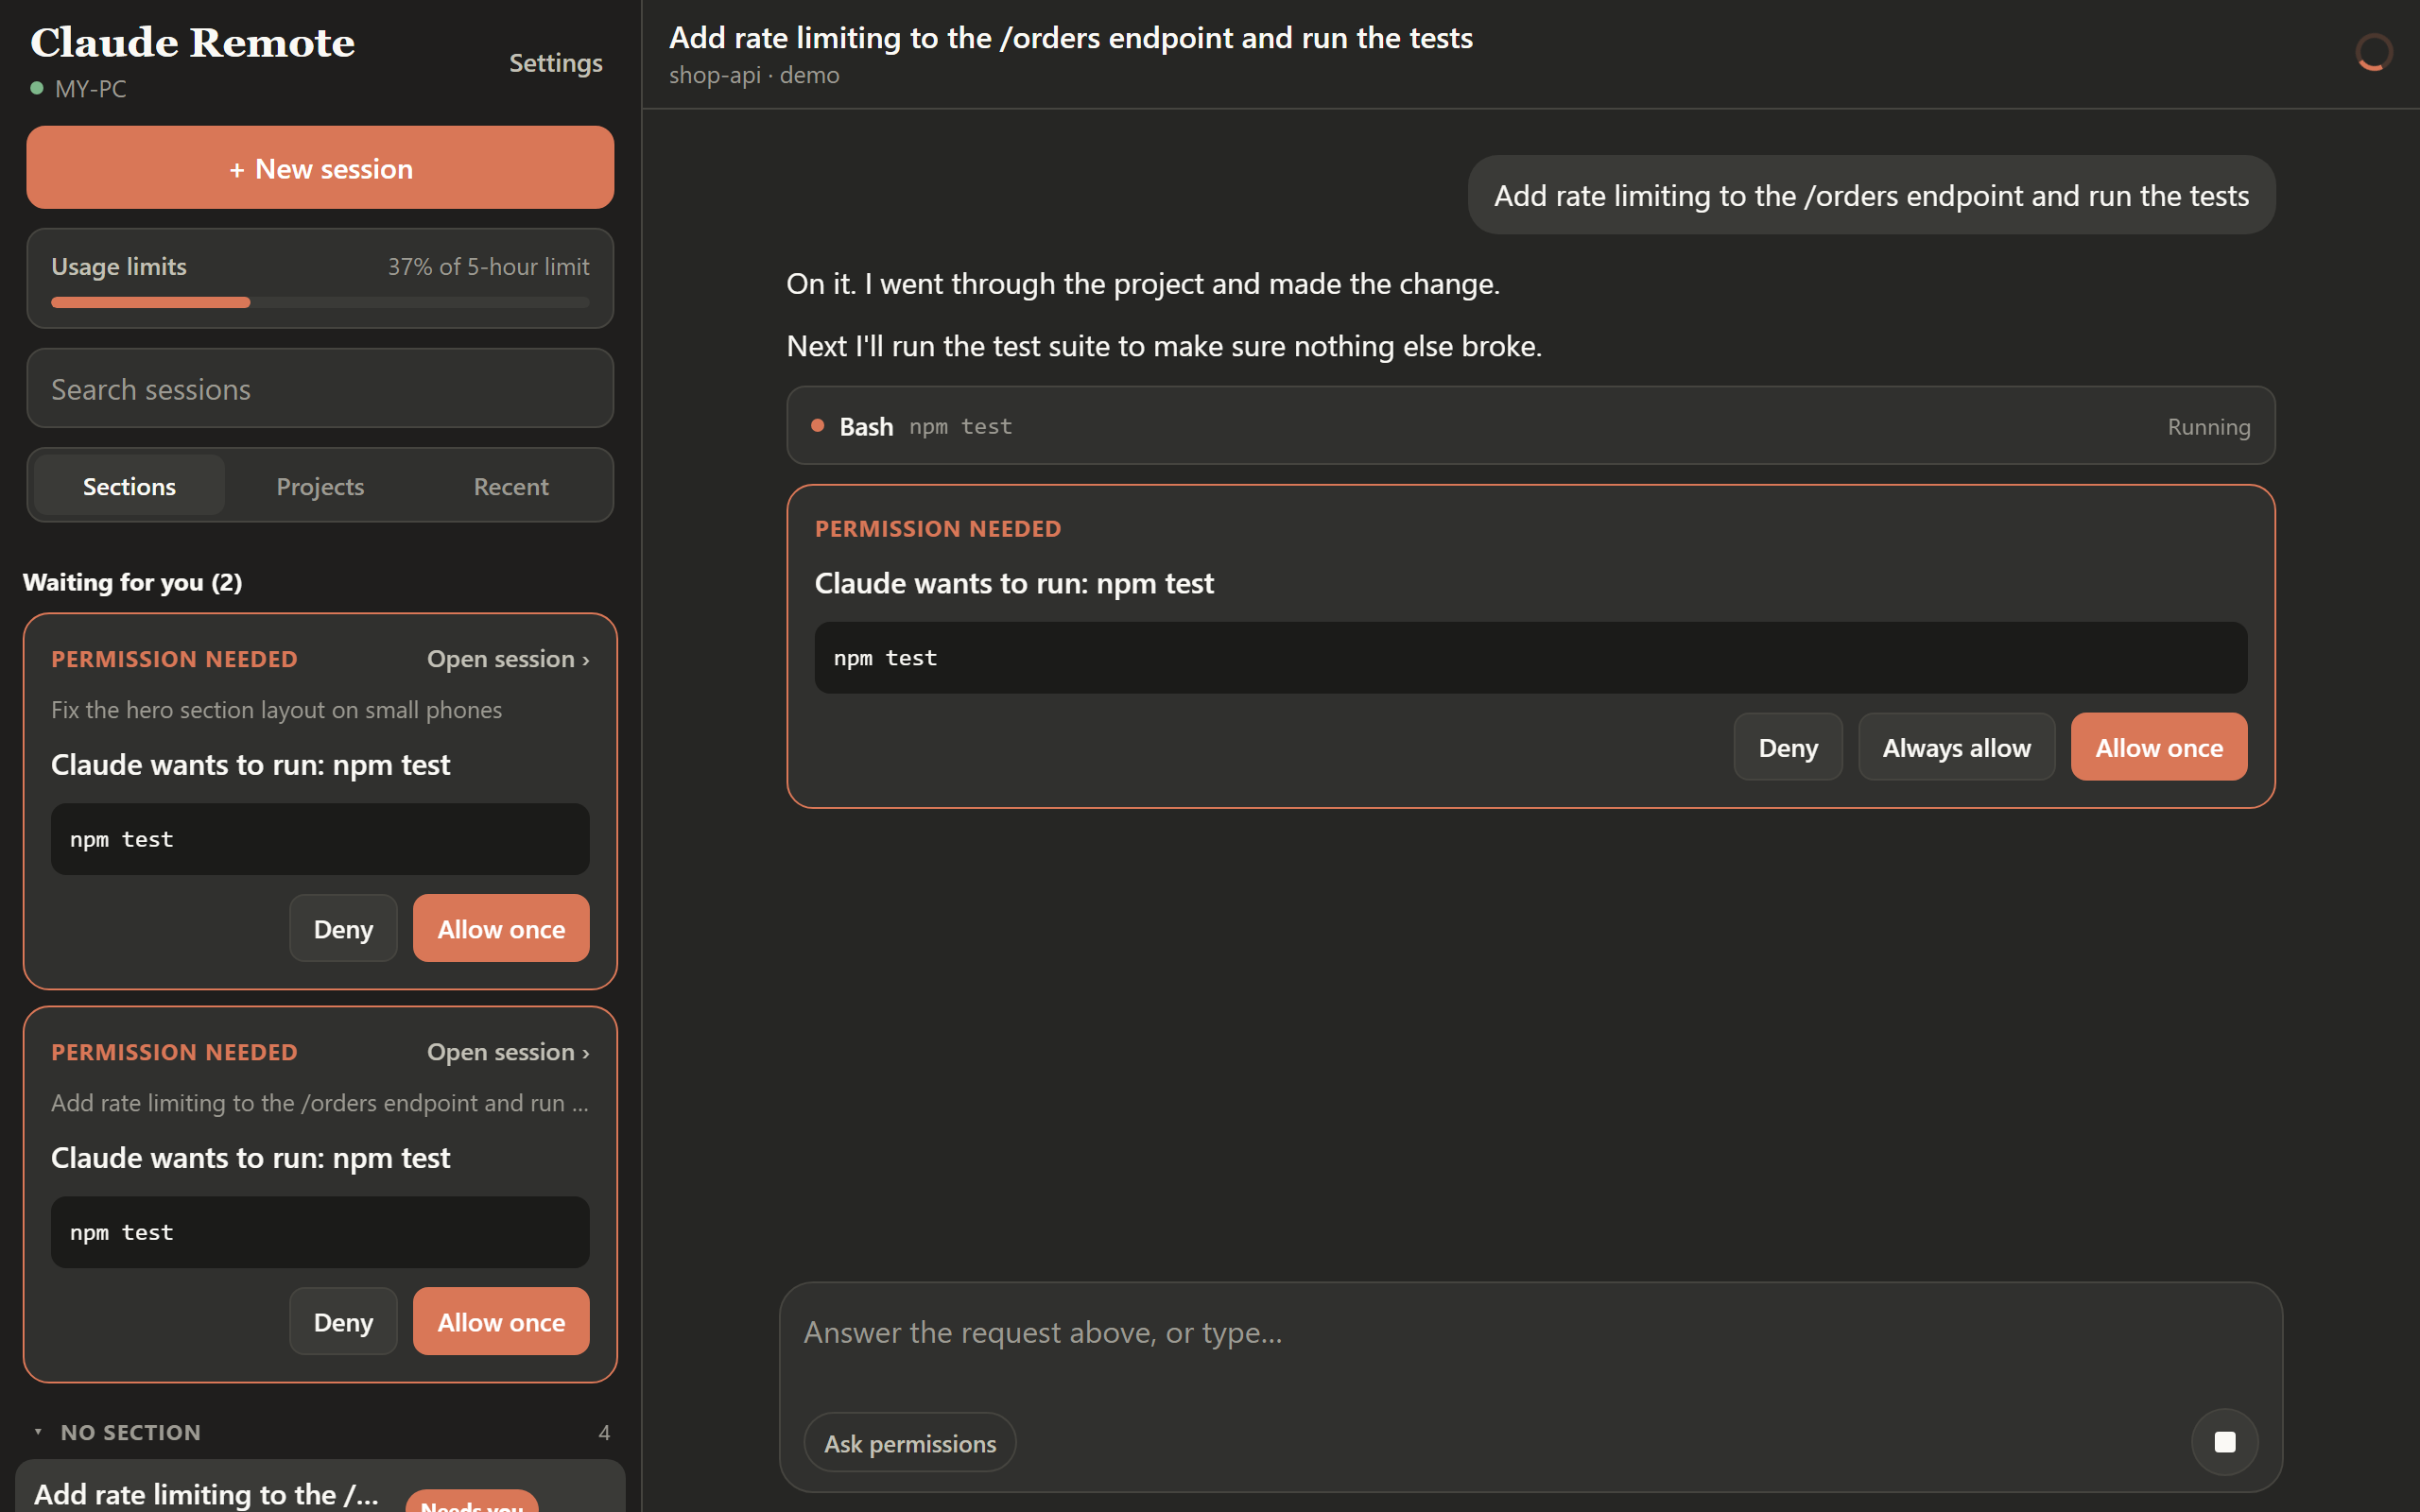 Claude Remote
MY-PC
Settings
+ New session
Usage limits
37% of 5-hour limit
Search sessions
Sections
Projects
Recent
Waiting for you (2)
PERMISSION NEEDED
Open session ›
Fix the hero section layout on small phones
Claude wants to run: npm test
npm test
Deny
Allow once
PERMISSION NEEDED
Open session ›
Add rate limiting to the /orders endpoint and run ...
Claude wants to run: npm test
npm test
Deny
Allow once
NO SECTION
4
Add rate limiting to the /...
Needs you
Add rate limiting to the /orders endpoint and run the tests
shop-api · demo
Add rate limiting to the /orders endpoint and run the tests
On it. I went through the project and made the change.
Next I'll run the test suite to make sure nothing else broke.
Bash npm test
Running
PERMISSION NEEDED
Claude wants to run: npm test
npm test
Deny
Always allow
Allow once
Answer the request above, or type...
Ask permissions